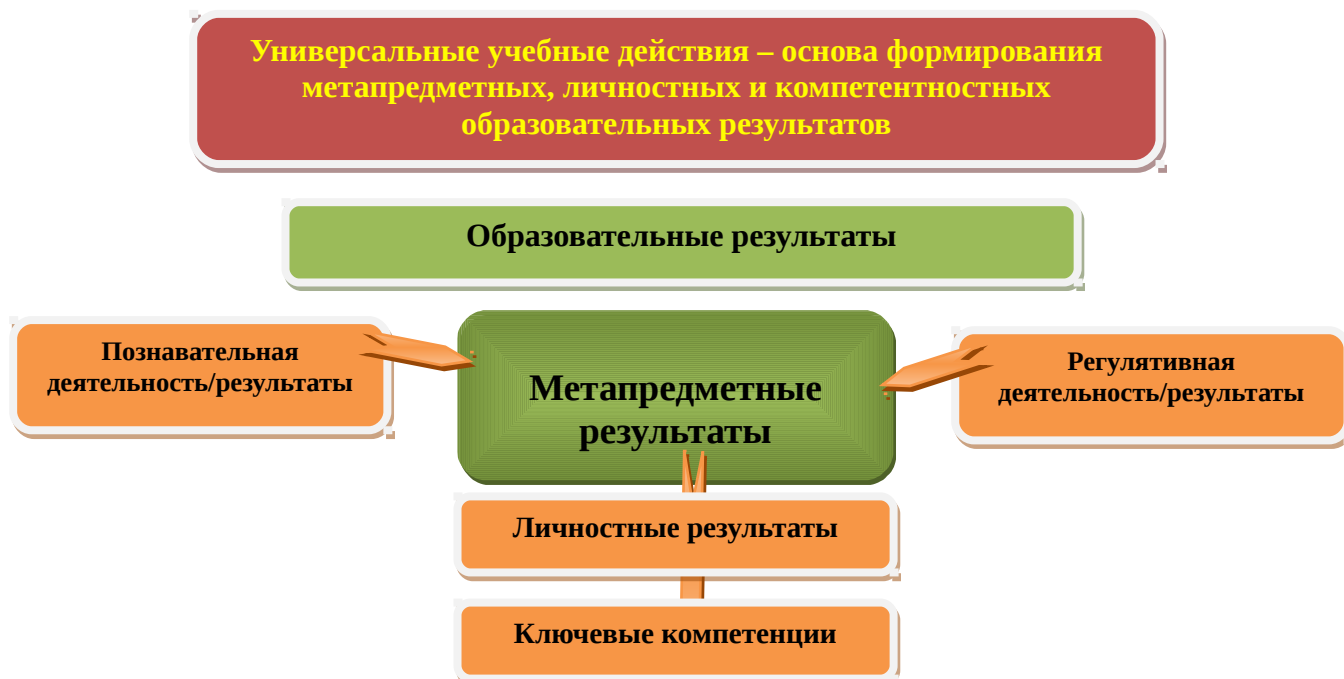 Универсальные учебные действия – основа формирования
метапредметных, личностных и компетентностных
образовательных результатов
Образовательные результаты
Познавательная
деятельность/результаты
Метапредметные
результаты
Регулятивная
деятельность/результаты
Личностные результаты
Ключевые компетенции